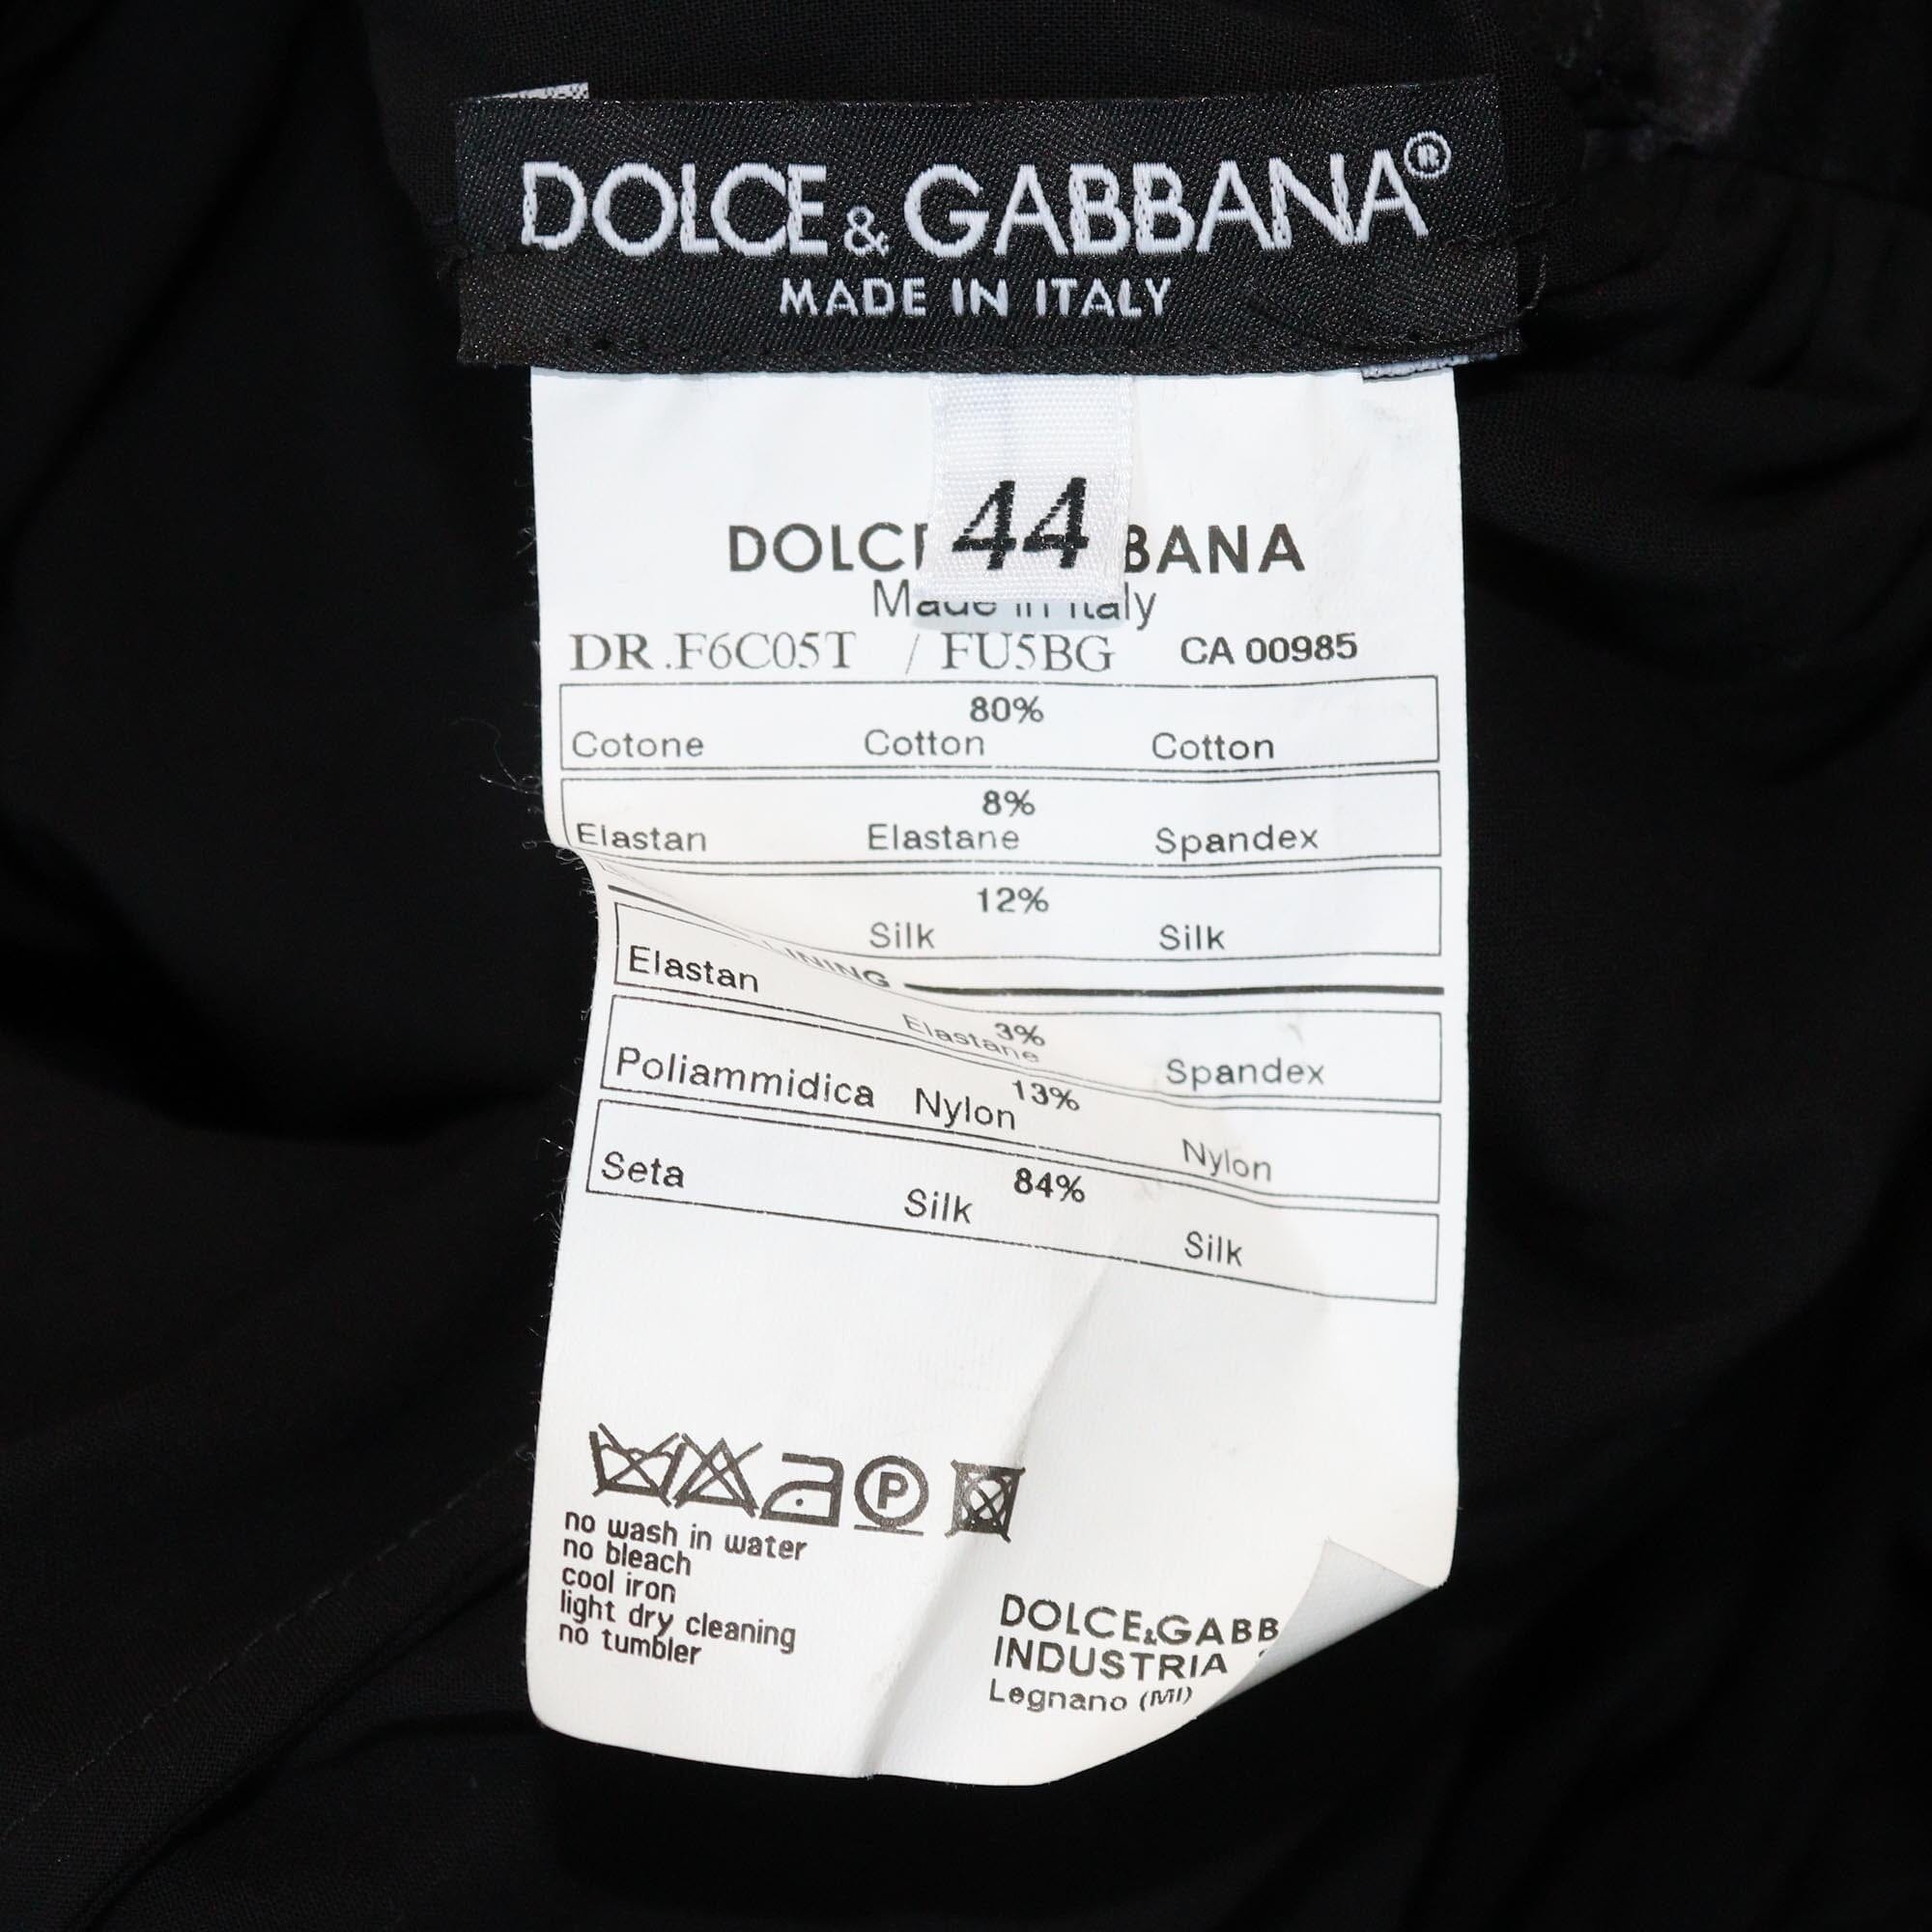 DOLCE & GABBANA®
MADE IN ITALY
44
Made in Italy
DR.F6C05T / FU5BG CA 00985
80%
Cotone Cotton Cotton
8%
Elastan Elastane Spandex
12%
Silk Silk
3%
Elastan Elastane Spandex
13%
Poliammidica Nylon Nylon
84%
Seta Silk Silk
P
no wash in water
no bleach
cool iron
light dry cleaning
no tumbler
DOLCE&GABB
INDUSTRIA
Legnano (MI)